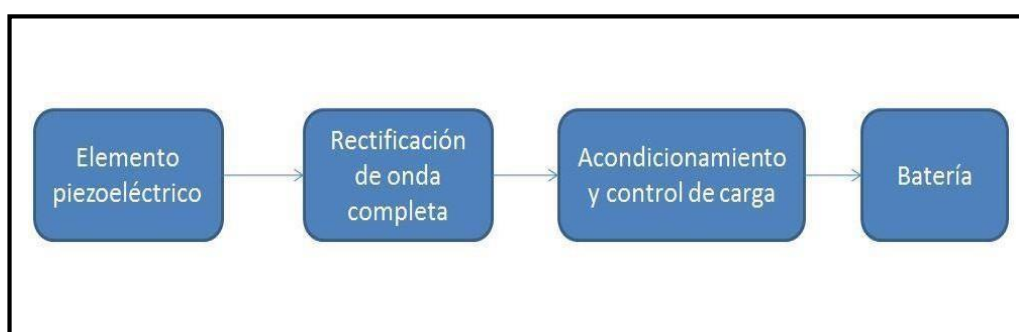 Elemento
piezoeléctrico
Rectificación
de onda
completa
Acondicionamiento
y control de carga
Batería